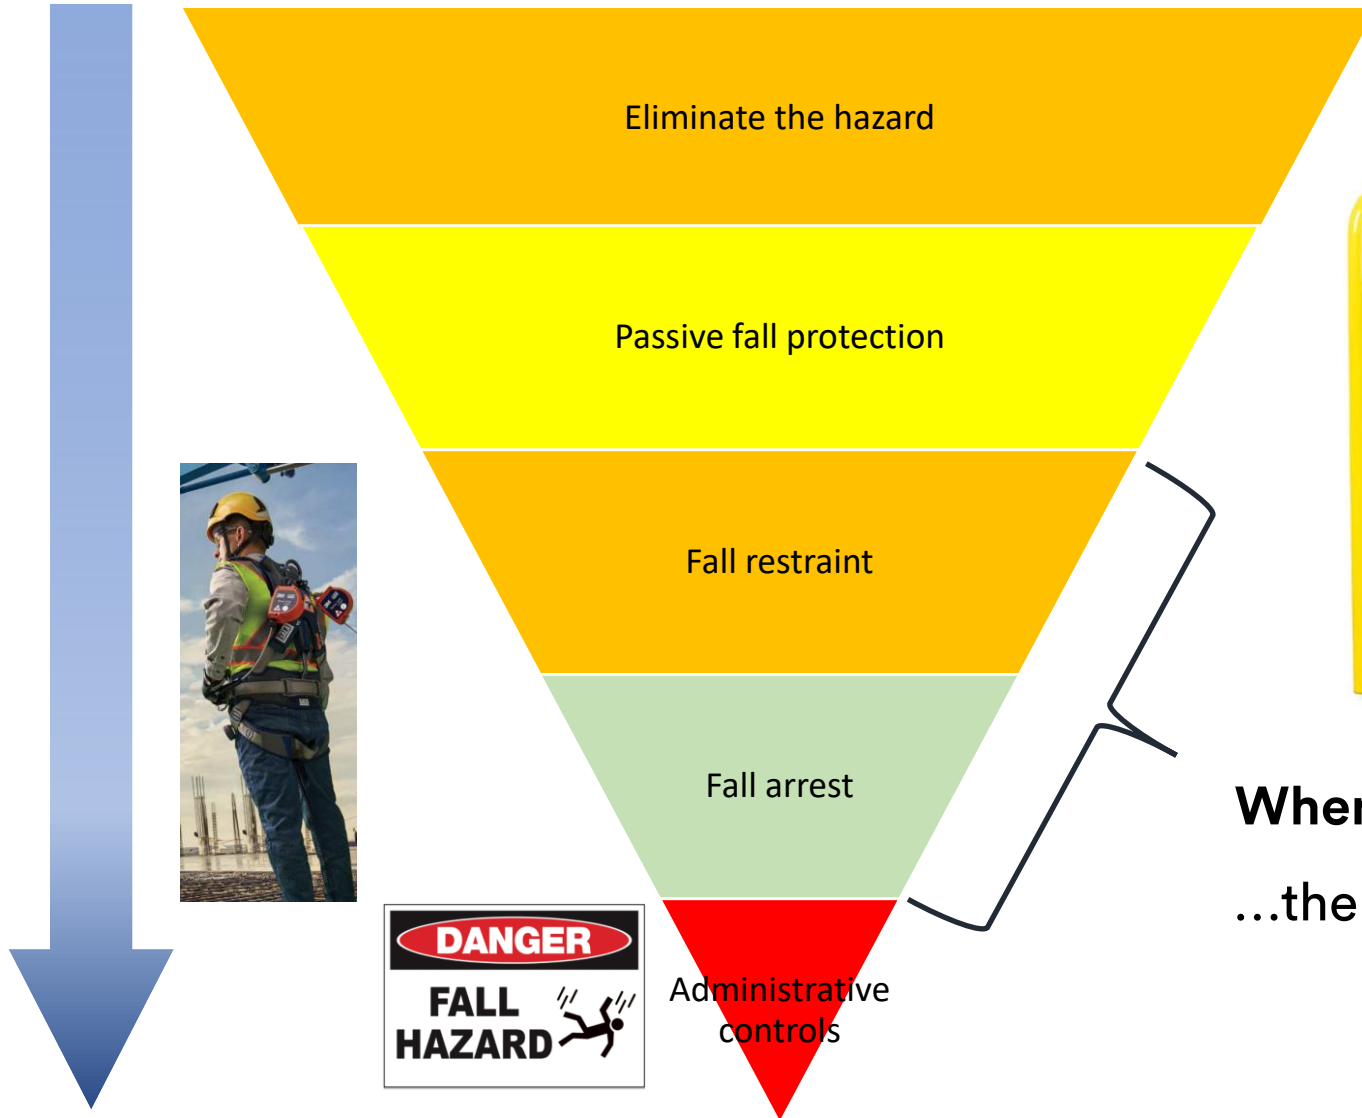 Eliminate the hazard
Passive fall protection
Fall restraint
Fall arrest
…the
DANGER
FALL
HAZARD
Administrative
controls